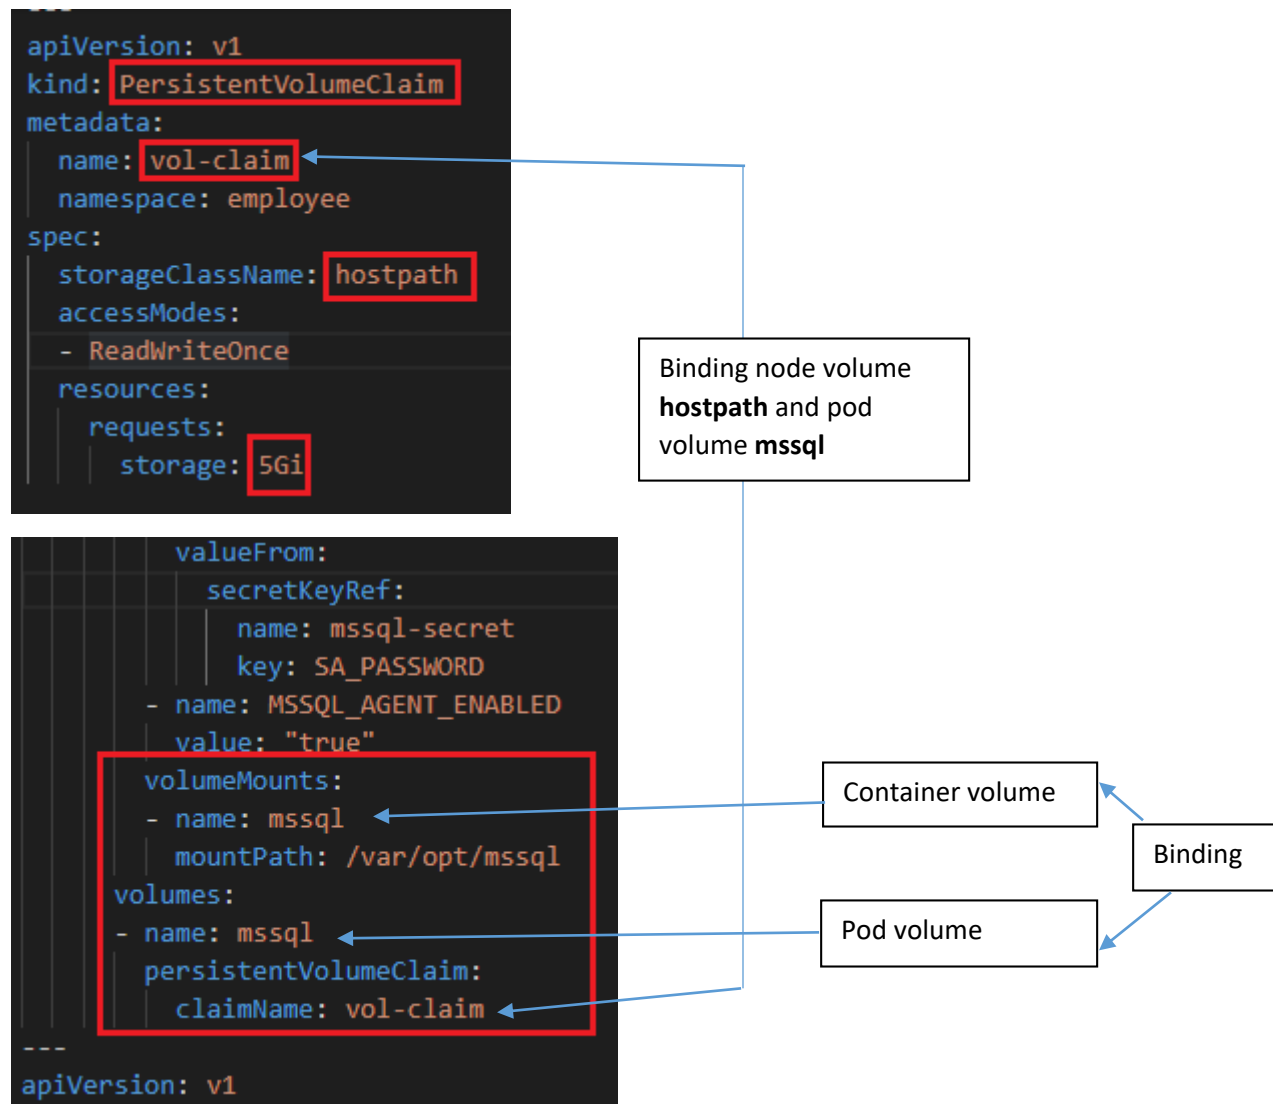 ---
apiVersion: v1
kind: PersistentVolumeClaim
metadata:
  name: vol-claim
  namespace: employee
spec:
  storageClassName: hostpath
  accessModes:
  - ReadWriteOnce
  resources:
    requests:
      storage: 5Gi
Binding node volume
hostpath and pod
volume mssql
          valueFrom:
            secretKeyRef:
              name: mssql-secret
              key: SA_PASSWORD
        - name: MSSQL_AGENT_ENABLED
          value: "true"
        volumeMounts:
        - name: mssql
          mountPath: /var/opt/mssql
      volumes:
      - name: mssql
        persistentVolumeClaim:
          claimName: vol-claim
---
apiVersion: v1
Container volume
Binding
Pod volume